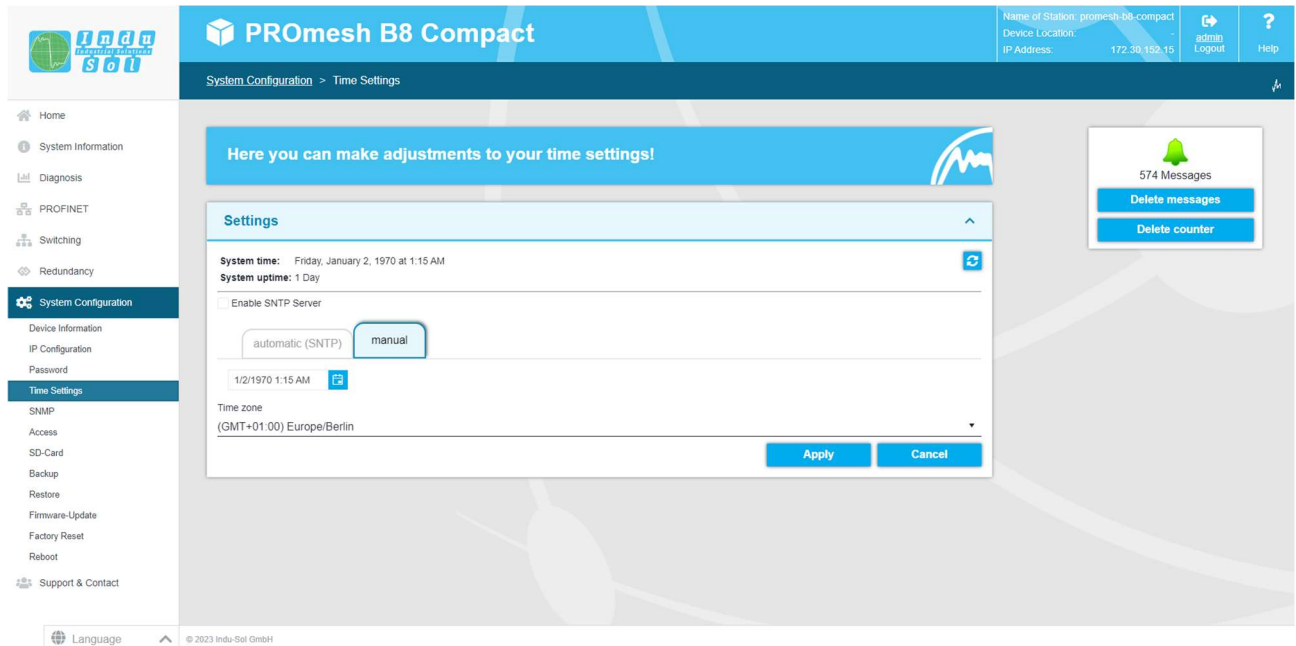 Indu
Industrial Solutions
Sol
PROmesh B8 Compact
Name of Station: promesh-b8-compact
Device Location: -
IP Address: 172.30.152.15
admin
Logout
?
Help
System Configuration > Time Settings
Home
System Information
Diagnosis
PROFINET
Switching
Redundancy
System Configuration
Device Information
IP Configuration
Password
Time Settings
SNMP
Access
SD-Card
Backup
Restore
Firmware-Update
Factory Reset
Reboot
Support & Contact
Language
Here you can make adjustments to your time settings!
Settings
System time: Friday, January 2, 1970 at 1:15 AM
System uptime: 1 Day
Enable SNTP Server
automatic (SNTP)
manual
1/2/1970 1:15 AM
Time zone
(GMT+01:00) Europe/Berlin
Apply
Cancel
574 Messages
Delete messages
Delete counter
© 2023 Indu-Sol GmbH